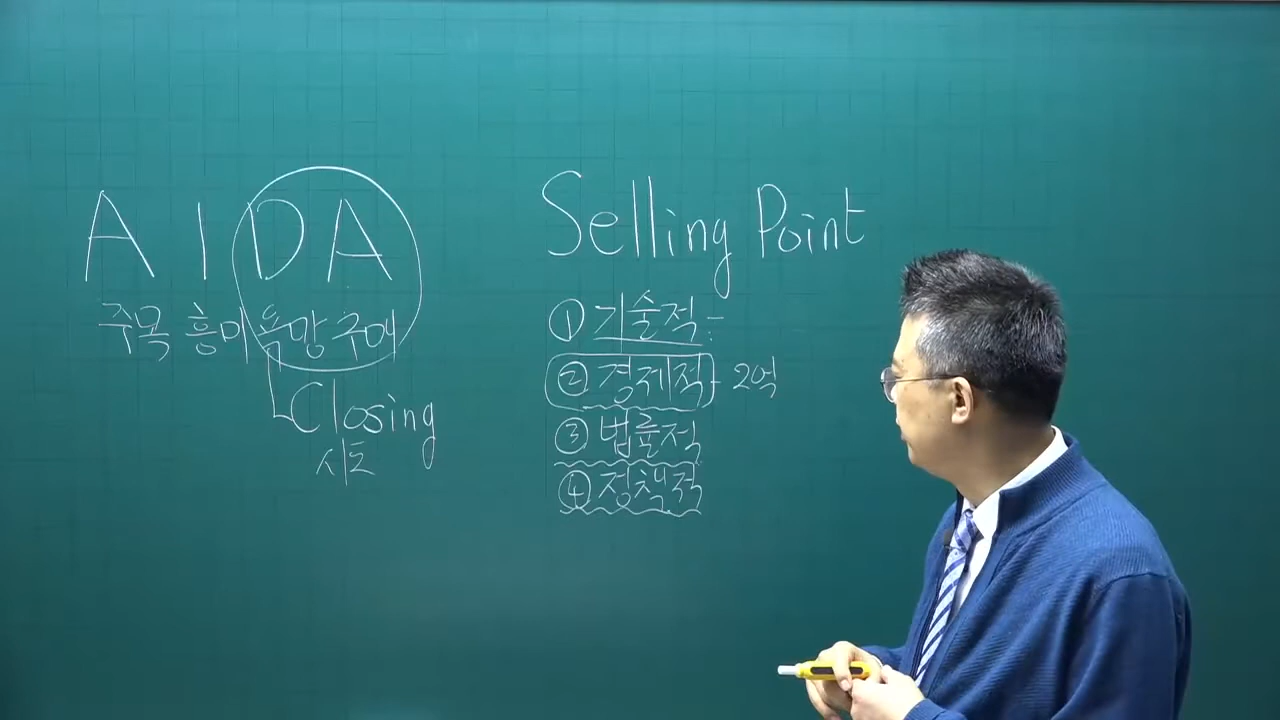 A I D A
주목 흥미 욕망 구매
Closing
시도
Selling Point
① 기술적 -
② 경제적 - 2억
③ 법률적
④ 정책적